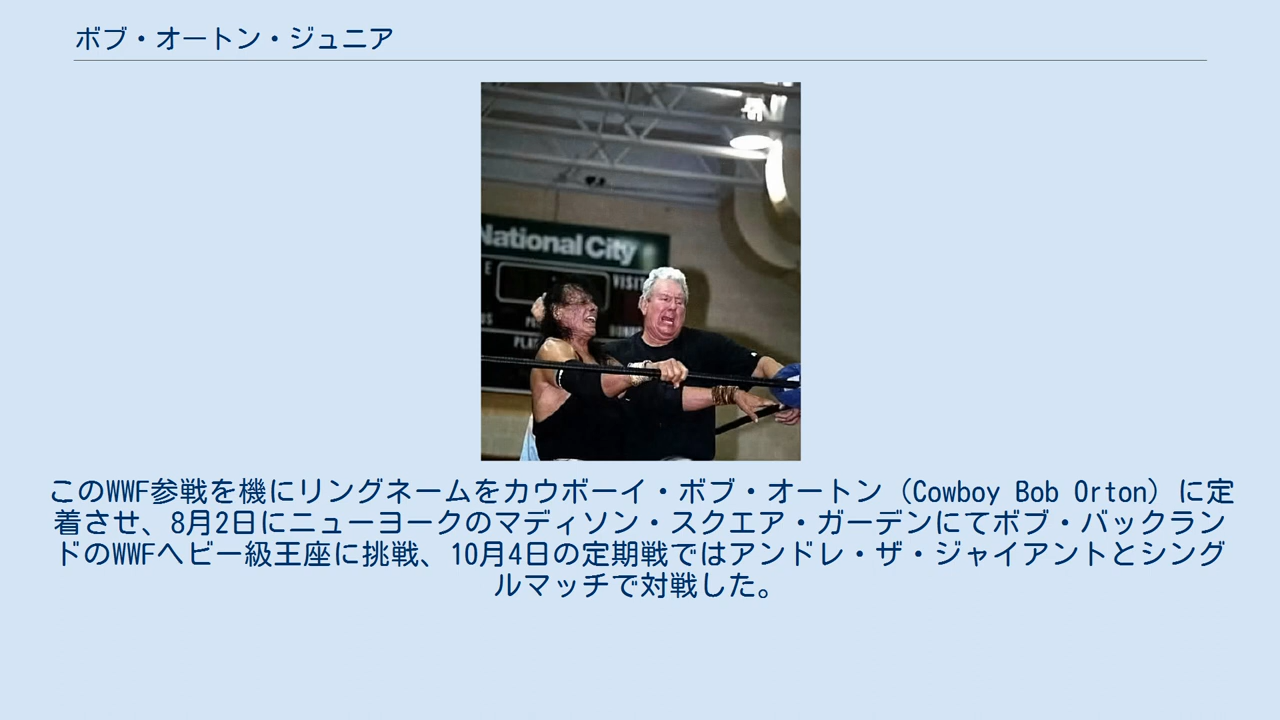 ボブ・オートン・ジュニア
National City
E
VISIT
PLA
このWWF参戦を機にリングネームをカウボーイ・ボブ・オートン（Cowboy Bob Orton）に定
着させ、8月2日にニューヨークのマディソン・スクエア・ガーデンにてボブ・バックラン
ドのWWFヘビー級王座に挑戦、10月4日の定期戦ではアンドレ・ザ・ジャイアントとシング
ルマッチで対戦した。